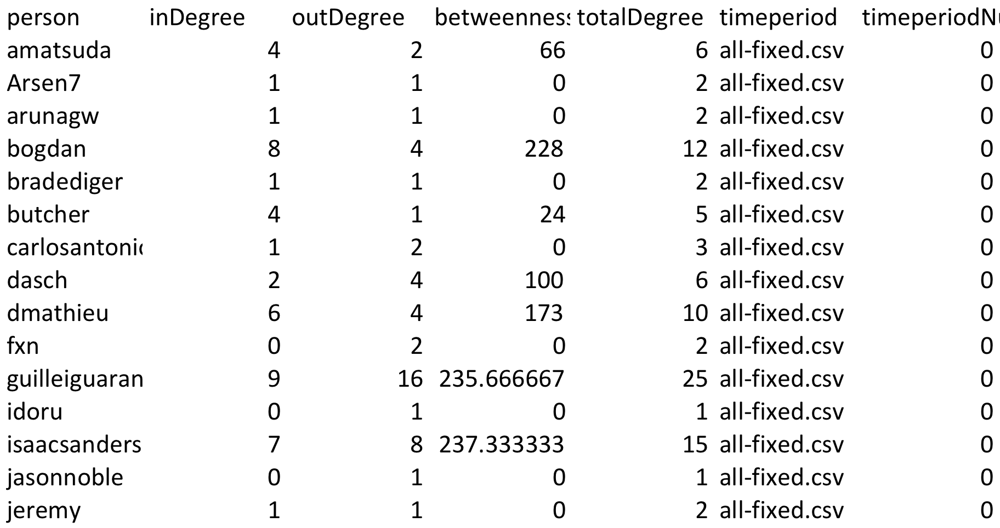 person inDegree outDegree betweenness totalDegree timeperiod timeperiodNu
amatsuda 4 2 66 6 all-fixed.csv 0
Arsen7 1 1 0 2 all-fixed.csv 0
arunagw 1 1 0 2 all-fixed.csv 0
bogdan 8 4 228 12 all-fixed.csv 0
bradediger 1 1 0 2 all-fixed.csv 0
butcher 4 1 24 5 all-fixed.csv 0
carlosantonio 1 2 0 3 all-fixed.csv 0
dasch 2 4 100 6 all-fixed.csv 0
dmathieu 6 4 173 10 all-fixed.csv 0
fxn 0 2 0 2 all-fixed.csv 0
guilleiguaran 9 16 235.666667 25 all-fixed.csv 0
idoru 0 1 0 1 all-fixed.csv 0
isaacsanders 7 8 237.333333 15 all-fixed.csv 0
jasonnoble 0 1 0 1 all-fixed.csv 0
jeremy 1 1 0 2 all-fixed.csv 0